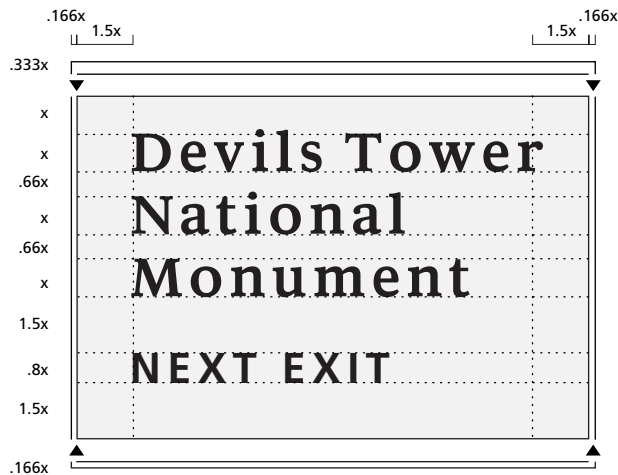 .166x .166x
1.5x 1.5x
.333x
x
x Devils Tower
.66x
x National
.66x
x Monument
1.5x
.8x NEXT EXIT
1.5x
.166x